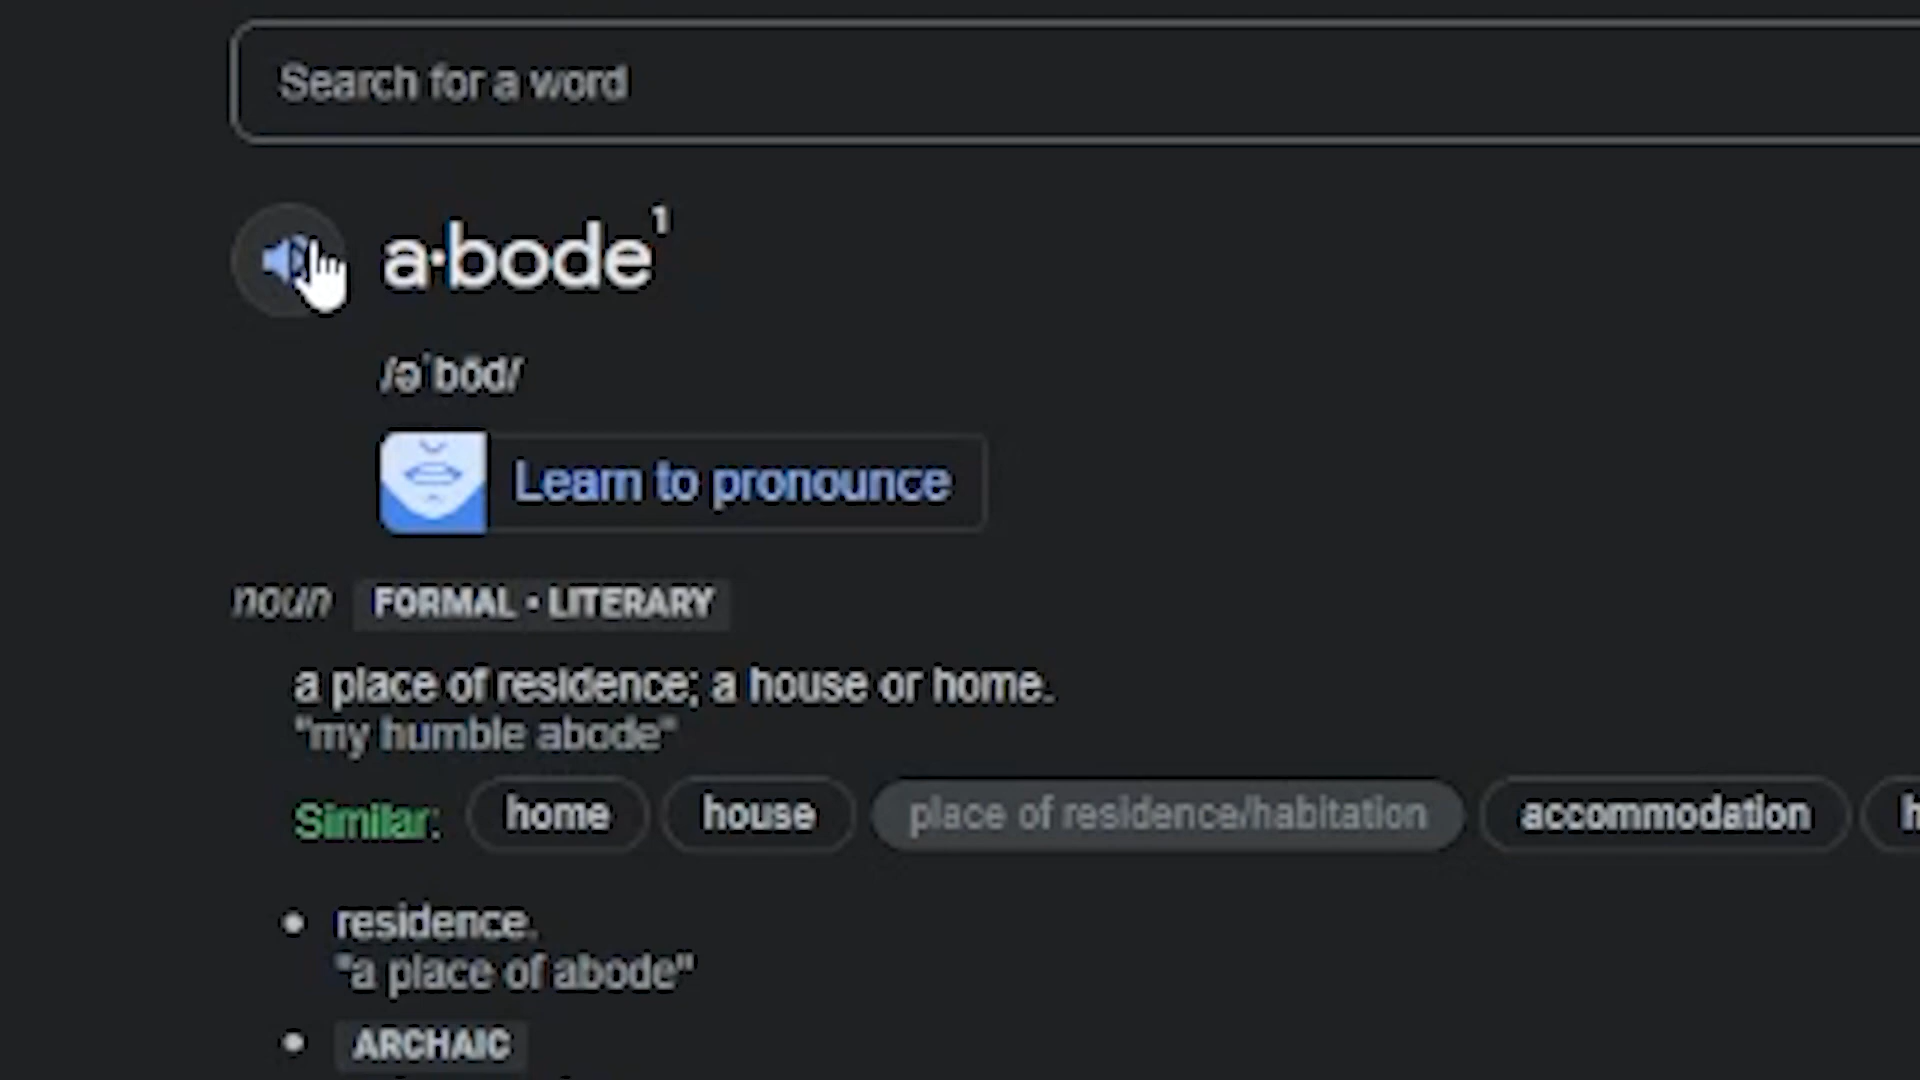 Search for a word
a·bode¹
/əˈbōd/
Learn to pronounce
noun FORMAL • LITERARY
a place of residence; a house or home.
"my humble abode"
Similar: home house place of residence/habitation accommodation
residence.
"a place of abode"
ARCHAIC